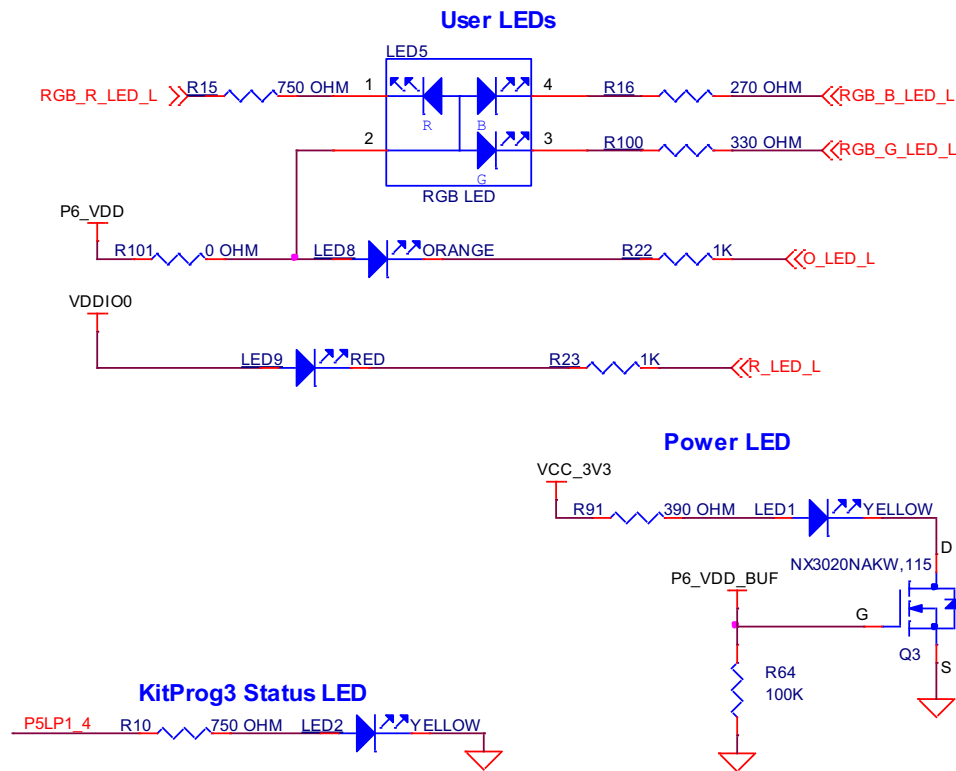 User LEDs
LED5
RGB_R_LED_L R15 750 OHM 1 4 R16 270 OHM RGB_B_LED_L
R B
2 3 R100 330 OHM RGB_G_LED_L
G
RGB LED
P6_VDD
R101 0 OHM LED8 ORANGE R22 1K O_LED_L
VDDIO0
LED9 RED R23 1K R_LED_L
Power LED
VCC_3V3
R91 390 OHM LED1 YELLOW
D
NX3020NAKW,115
P6_VDD_BUF
G
Q3
S
R64
100K
KitProg3 Status LED
P5LP1_4 R10 750 OHM LED2 YELLOW